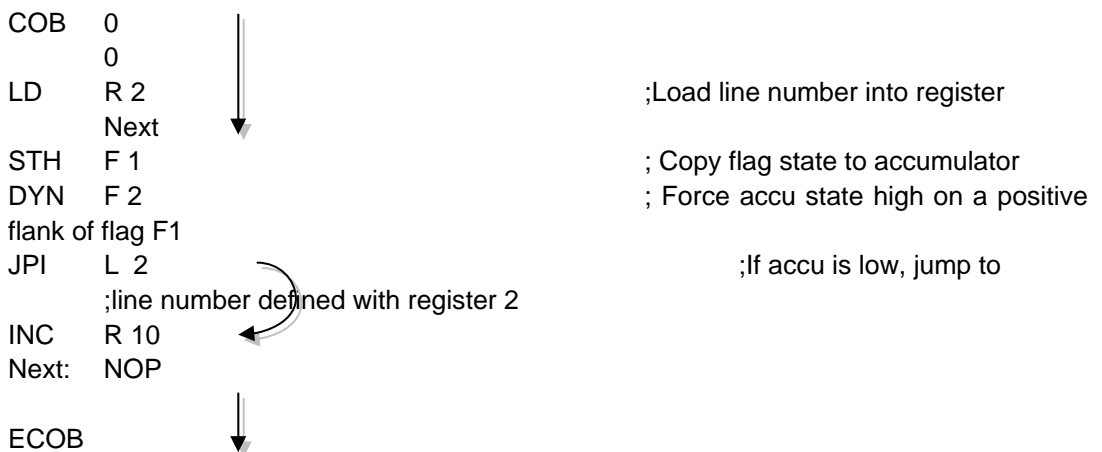 COB 0
0
LD R 2 ;Load line number into register
Next
STH F 1 ; Copy flag state to accumulator
DYN F 2 ; Force accu state high on a positive
flank of flag F1
JPI L 2 ;If accu is low, jump to
;line number defined with register 2
INC R 10
Next: NOP
ECOB